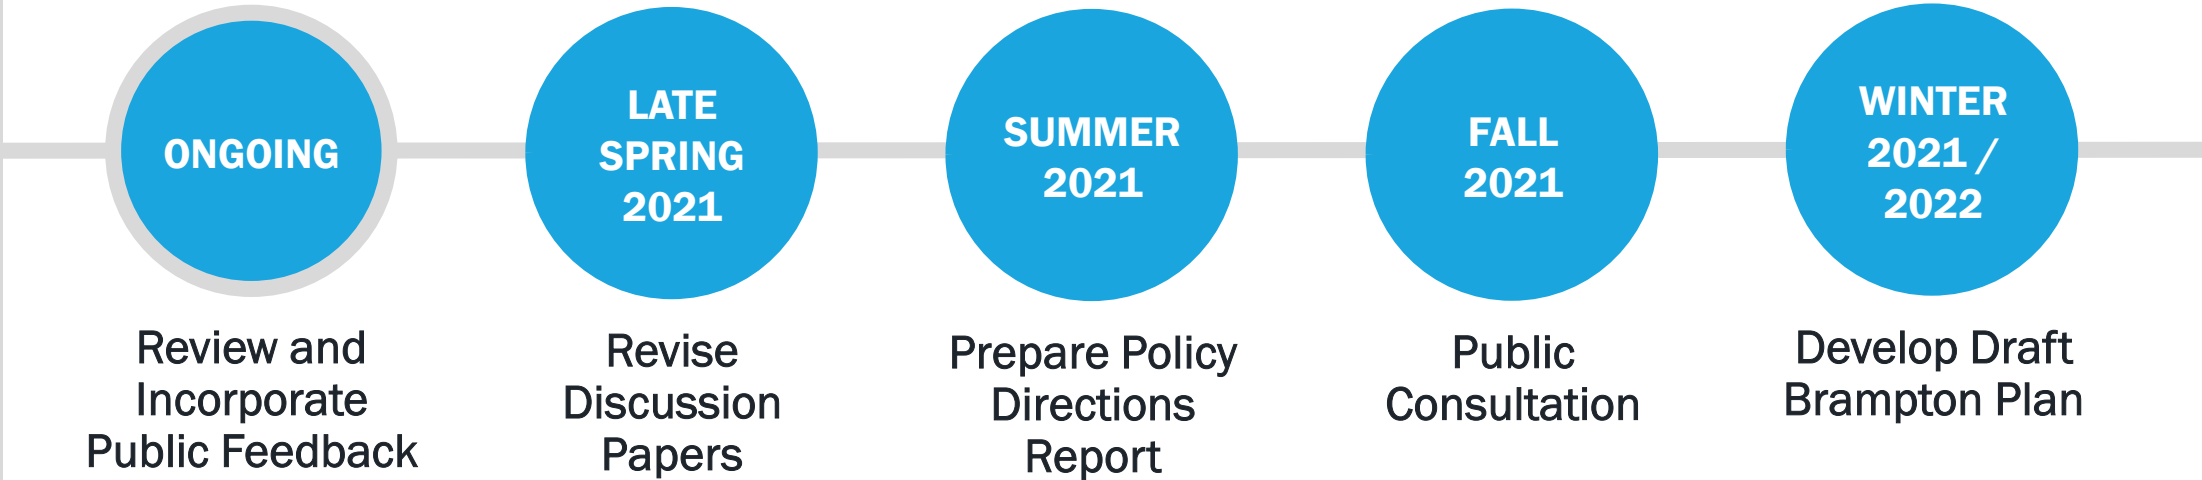 ONGOING
Review and
Incorporate
Public Feedback
LATE
SPRING
2021
Revise
Discussion
Papers
SUMMER
2021
Prepare Policy
Directions
Report
FALL
2021
Public
Consultation
WINTER
2021 /
2022
Develop Draft
Brampton Plan